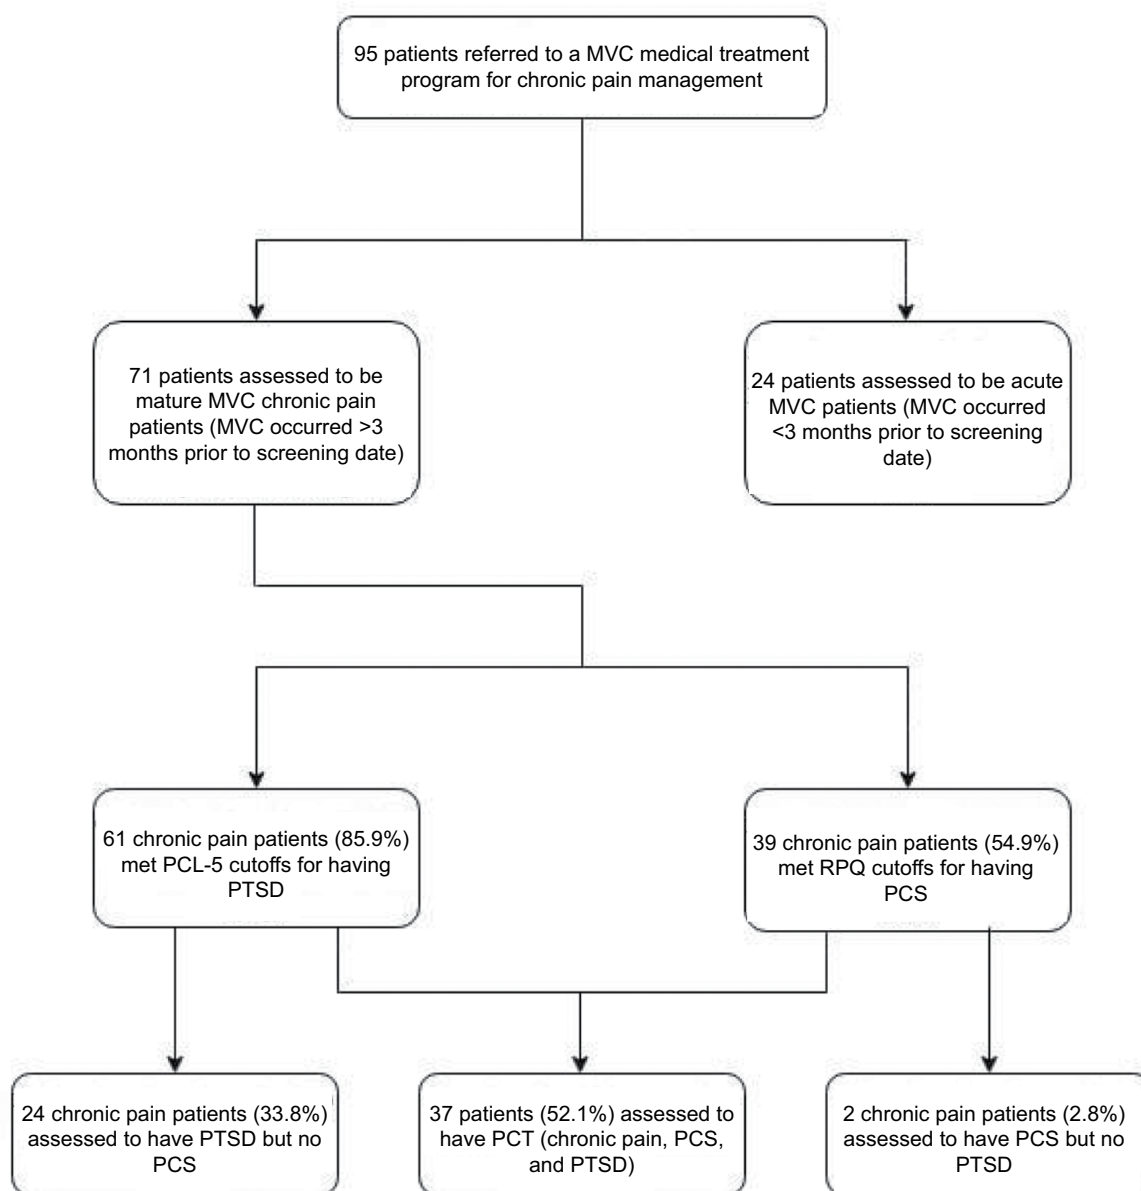 95 patients referred to a MVC medical treatment
program for chronic pain management
71 patients assessed to be
mature MVC chronic pain
patients (MVC occurred >3
months prior to screening date)
24 patients assessed to be acute
MVC patients (MVC occurred
<3 months prior to screening
date)
61 chronic pain patients (85.9%)
met PCL-5 cutoffs for having
PTSD
39 chronic pain patients (54.9%)
met RPQ cutoffs for having
PCS
24 chronic pain patients (33.8%)
assessed to have PTSD but no
PCS
37 patients (52.1%) assessed to
have PCT (chronic pain, PCS,
and PTSD)
2 chronic pain patients (2.8%)
assessed to have PCS but no
PTSD